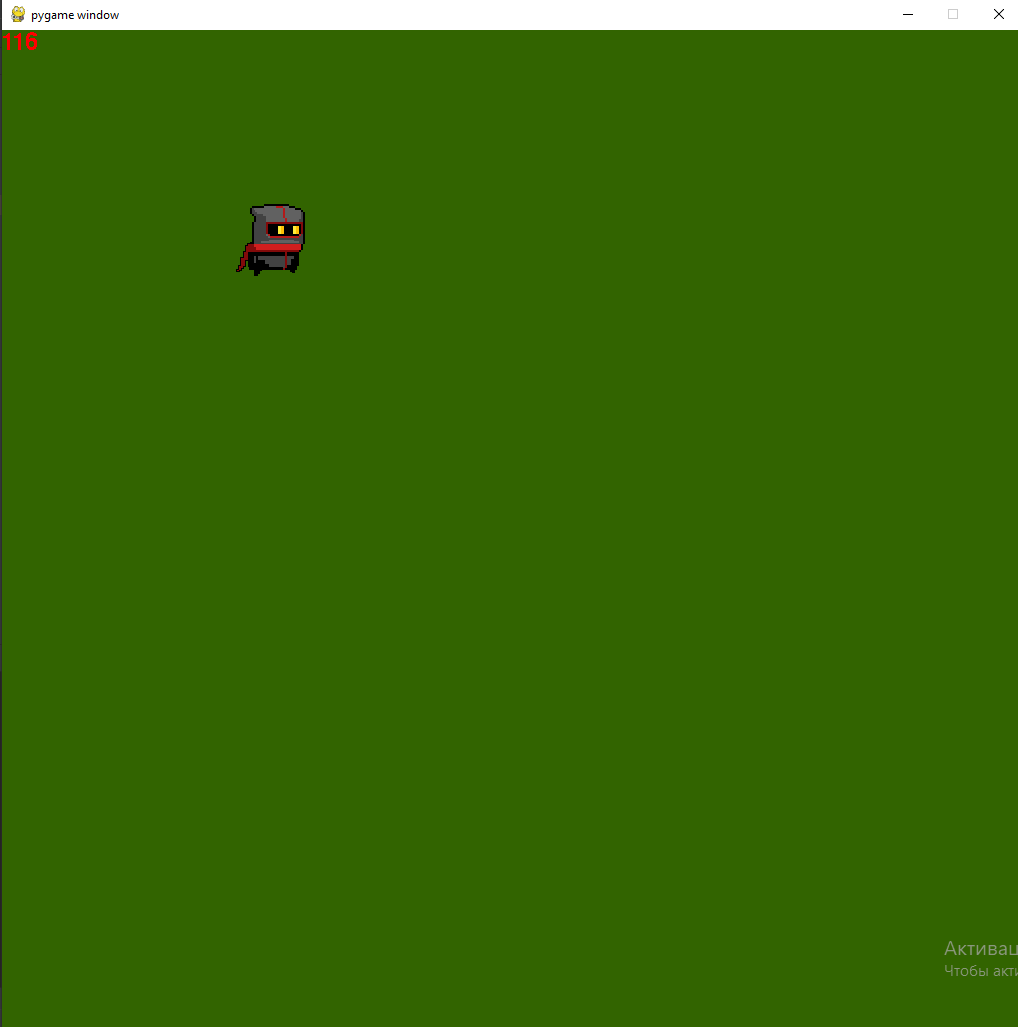 pygame window
116
Активац
Чтобы акти